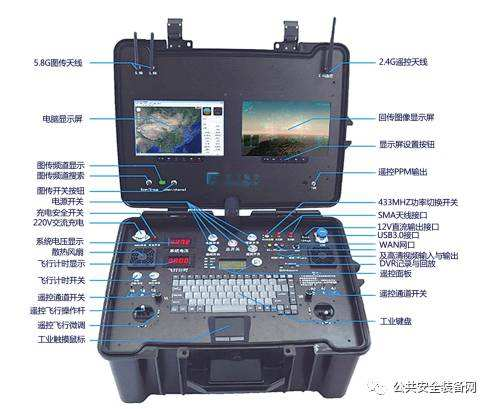 5.8G图传天线
电脑显示屏
图传频道显示
图传频道搜索
图传开关按钮
电源开关
充电安全开关
220V交流充电
系统电压显示
散热风扇
飞行计时显示
飞行计时开关
遥控通道开关
遥控飞行操作杆
遥控飞行微调
工业触摸鼠标
2.4G遥控天线
回传图像显示屏
显示屏设置按钮
遥控PPM输出
433MHZ功率切换开关
SMA天线接口
12V直流输出接口
USB3.0接口
WAN网口
及高清视频输入与输出
DVR记录与回放
遥控面板
遥控通道开关
工业键盘
系统电压
飞行计时
公共安全装备网